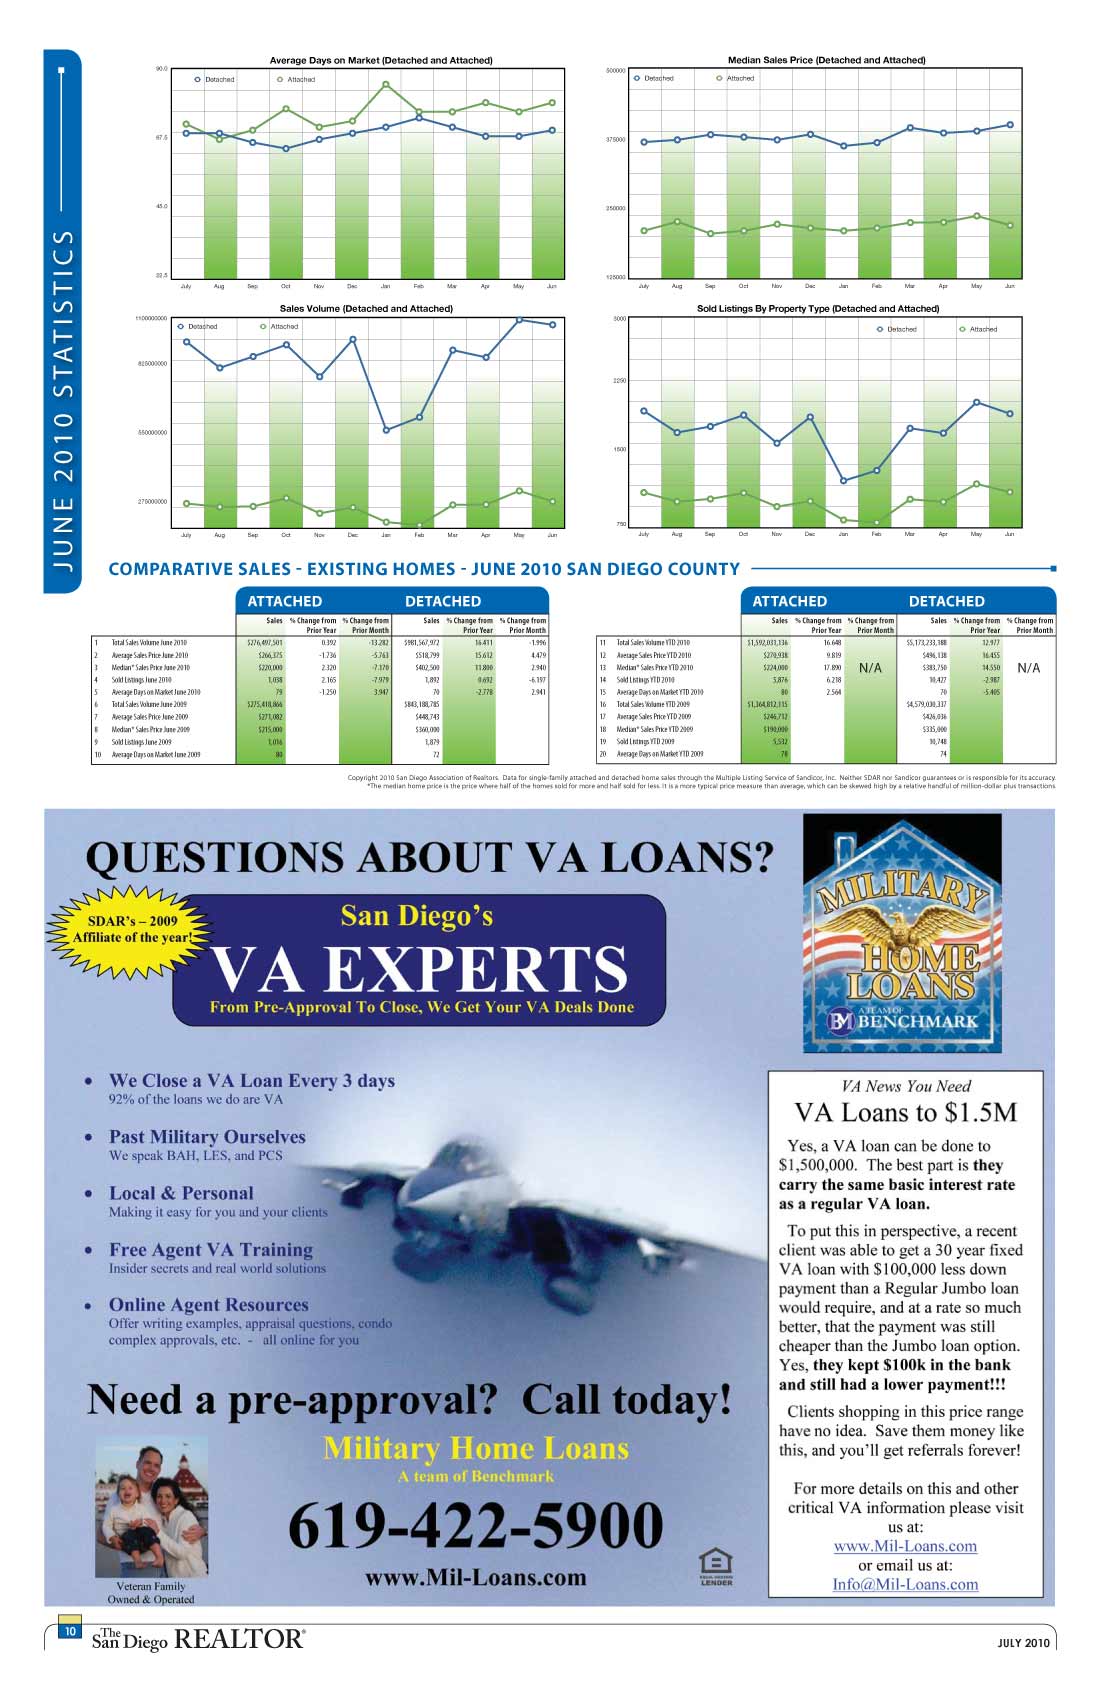 JUNE 2010 STATISTICS
Average Days on Market (Detached and Attached)
Detached
Attached
90.0
67.5
45.0
22.5
July Aug Sep Oct Nov Dec Jan Feb Mar Apr May Jun
Median Sales Price (Detached and Attached)
Detached
Attached
500000
375000
250000
125000
July Aug Sep Oct Nov Dec Jan Feb Mar Apr May Jun
Sales Volume (Detached and Attached)
Detached
Attached
1100000000
825000000
550000000
275000000
July Aug Sep Oct Nov Dec Jan Feb Mar Apr May Jun
Sold Listings By Property Type (Detached and Attached)
Detached
Attached
3000
2250
1500
750
July Aug Sep Oct Nov Dec Jan Feb Mar Apr May Jun
COMPARATIVE SALES - EXISTING HOMES - JUNE 2010 SAN DIEGO COUNTY
ATTACHED DETACHED
Sales % Change from % Change from Sales % Change from % Change from
Prior Year Prior Month Prior Year Prior Month
1 Total Sales Volume June 2010 $276,497,501 0.392 -13.282 $981,567,972 16.411 -1.996
2 Average Sales Price June 2010 $266,375 -1.736 -5.763 $518,799 15.612 4.479
3 Median* Sales Price June 2010 $220,000 2.320 -7.170 $402,500 11.800 2.940
4 Sold Listings June 2010 1,038 2.165 -7.979 1,892 0.692 -6.197
5 Average Days on Market June 2010 79 -1.250 3.947 70 -2.778 2.941
6 Total Sales Volume June 2009 $275,418,866 $843,188,785
7 Average Sales Price June 2009 $271,082 $448,743
8 Median* Sales Price June 2009 $215,000 $360,000
9 Sold Listings June 2009 1,016 1,879
10 Average Days on Market June 2009 80 72
ATTACHED DETACHED
Sales % Change from % Change from Sales % Change from % Change from
Prior Year Prior Month Prior Year Prior Month
11 Total Sales Volume YTD 2010 $1,592,031,136 16.648 $5,173,233,188 12.977
12 Average Sales Price YTD 2010 $270,938 9.819 $496,138 16.455
13 Median* Sales Price YTD 2010 $224,000 17.890 N/A $383,750 14.550 N/A
14 Sold Listings YTD 2010 5,876 6.218 10,427 -2.987
15 Average Days on Market YTD 2010 80 2.564 70 -5.405
16 Total Sales Volume YTD 2009 $1,364,812,115 $4,579,030,337
17 Average Sales Price YTD 2009 $246,712 $426,036
18 Median* Sales Price YTD 2009 $190,000 $335,000
19 Sold Listings YTD 2009 5,532 10,748
20 Average Days on Market YTD 2009 78 74
Copyright 2010 San Diego Association of Realtors. Data for single-family attached and detached home sales through the Multiple Listing Service of Sandicor, Inc. Neither SDAR nor Sandicor guarantees or is responsible for its accuracy.
*The median home price is the price where half of the homes sold for more and half sold for less. It is a more typical price measure than average, which can be skewed high by a relative handful of million-dollar plus transactions
QUESTIONS ABOUT VA LOANS?
SDAR's – 2009
Affiliate of the year!
San Diego's
VA EXPERTS
From Pre-Approval To Close, We Get Your VA Deals Done
MILITARY
HOME
LOANS
A TEAM OF
BM BENCHMARK
• We Close a VA Loan Every 3 days
92% of the loans we do are VA
• Past Military Ourselves
We speak BAH, LES, and PCS
• Local & Personal
Making it easy for you and your clients
• Free Agent VA Training
Insider secrets and real world solutions
• Online Agent Resources
Offer writing examples, appraisal questions, condo
complex approvals, etc. - all online for you
Need a pre-approval? Call today!
Military Home Loans
A team of Benchmark
619-422-5900
www.Mil-Loans.com
Veteran Family
Owned & Operated
EQUAL HOUSING
LENDER
VA News You Need
VA Loans to $1.5M
Yes, a VA loan can be done to
$1,500,000. The best part is they
carry the same basic interest rate
as a regular VA loan.
To put this in perspective, a recent
client was able to get a 30 year fixed
VA loan with $100,000 less down
payment than a Regular Jumbo loan
would require, and at a rate so much
better, that the payment was still
cheaper than the Jumbo loan option.
Yes, they kept $100k in the bank
and still had a lower payment!!!
Clients shopping in this price range
have no idea. Save them money like
this, and you'll get referrals forever!
For more details on this and other
critical VA information please visit
us at:
www.Mil-Loans.com
or email us at:
Info@Mil-Loans.com
10
The San Diego REALTOR®
JULY 2010